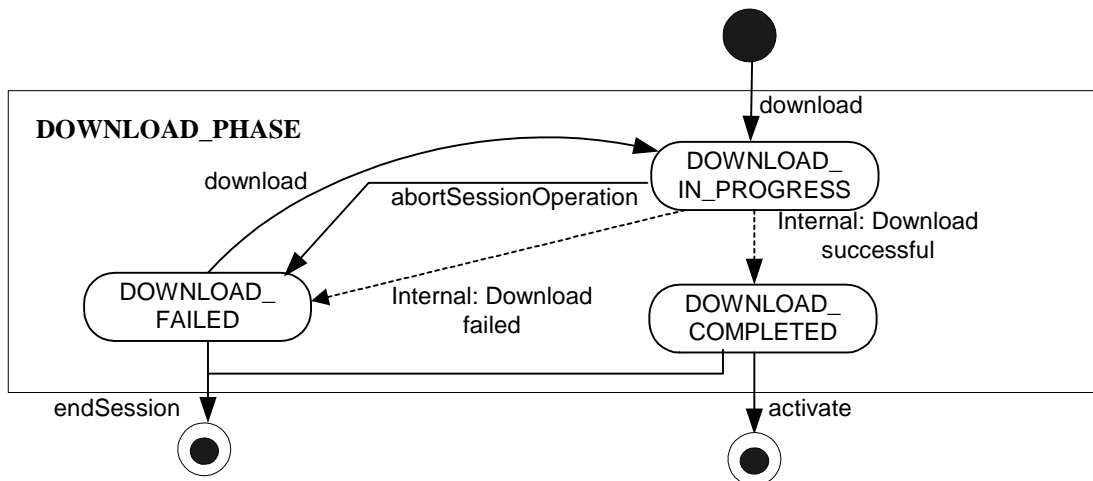 download
DOWNLOAD_PHASE
DOWNLOAD_
IN_PROGRESS
download
abortSessionOperation
Internal: Download
successful
DOWNLOAD_
FAILED
Internal: Download
failed
DOWNLOAD_
COMPLETED
endSession
activate